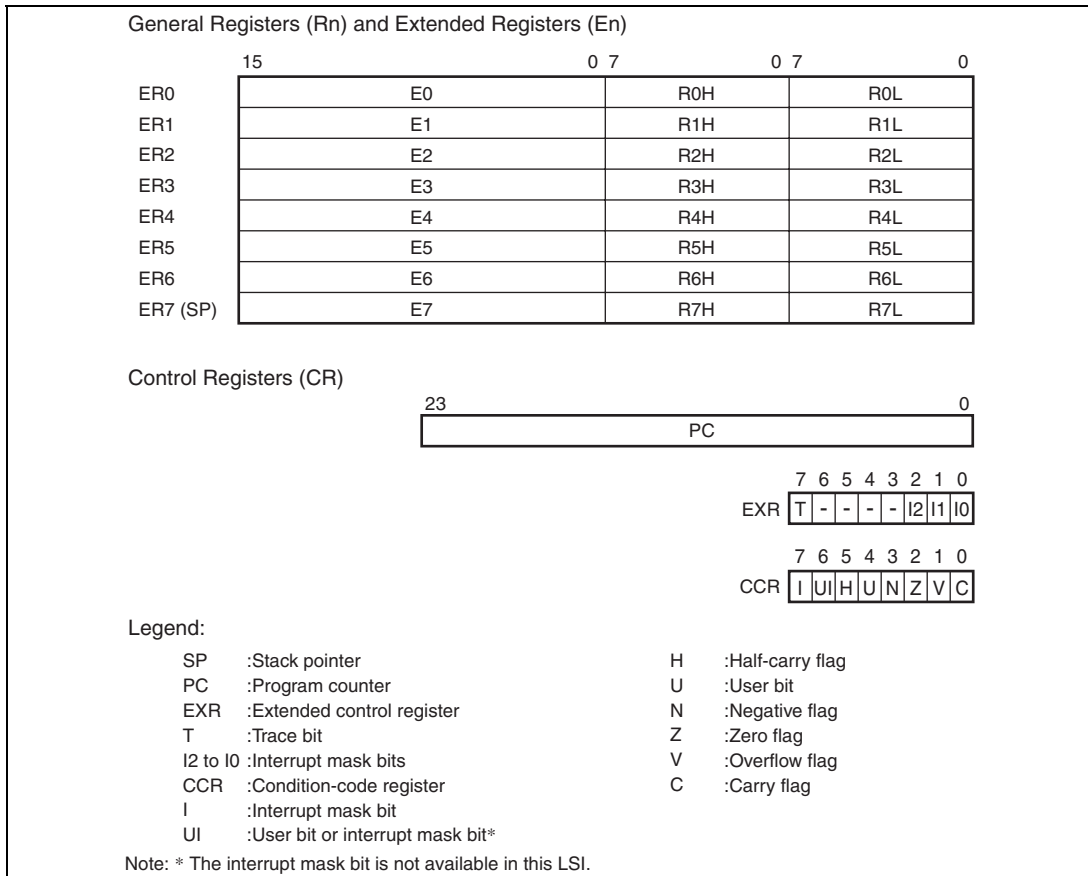 General Registers (Rn) and Extended Registers (En)
15 0 7 0 7 0
ER0 E0 R0H R0L
ER1 E1 R1H R1L
ER2 E2 R2H R2L
ER3 E3 R3H R3L
ER4 E4 R4H R4L
ER5 E5 R5H R5L
ER6 E6 R6H R6L
ER7 (SP) E7 R7H R7L
Control Registers (CR)
23 0
PC
7 6 5 4 3 2 1 0
EXR T - - - - I2 I1 I0
7 6 5 4 3 2 1 0
CCR I UI H U N Z V C
Legend:
SP :Stack pointer
PC :Program counter
EXR :Extended control register
T :Trace bit
I2 to I0 :Interrupt mask bits
CCR :Condition-code register
I :Interrupt mask bit
UI :User bit or interrupt mask bit*
H :Half-carry flag
U :User bit
N :Negative flag
Z :Zero flag
V :Overflow flag
C :Carry flag
Note: * The interrupt mask bit is not available in this LSI.